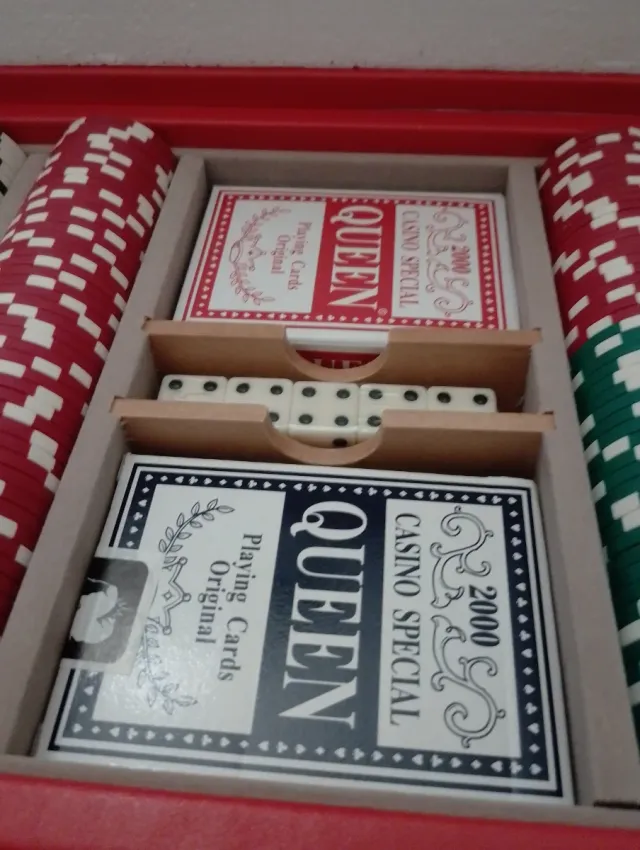 2000
CASINO SPECIAL
QUEEN®
Playing Cards
Original
2000
CASINO SPECIAL
QUEEN
Playing Cards
Original